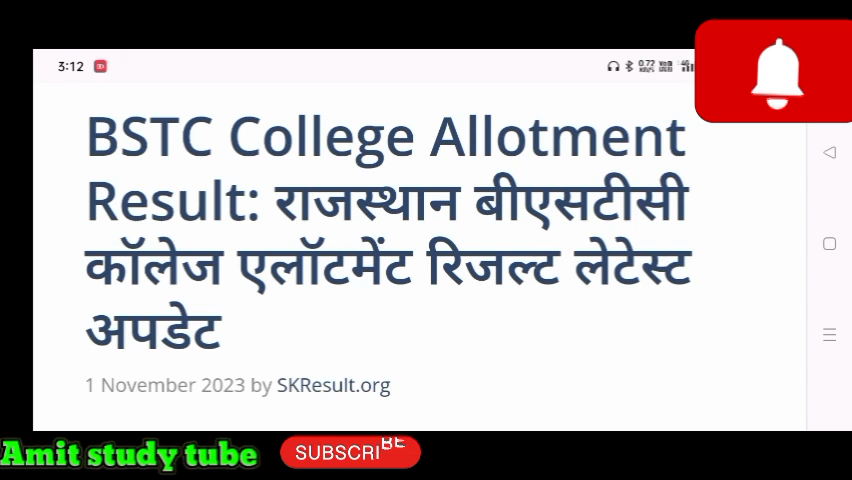 3:12
BSTC College Allotment
Result: राजस्थान बीएसटीसी
कॉलेज एलॉटमेंट रिजल्ट लेटेस्ट
अपडेट
1 November 2023 by SKResult.org
Amit study tube
SUBSCRIBE